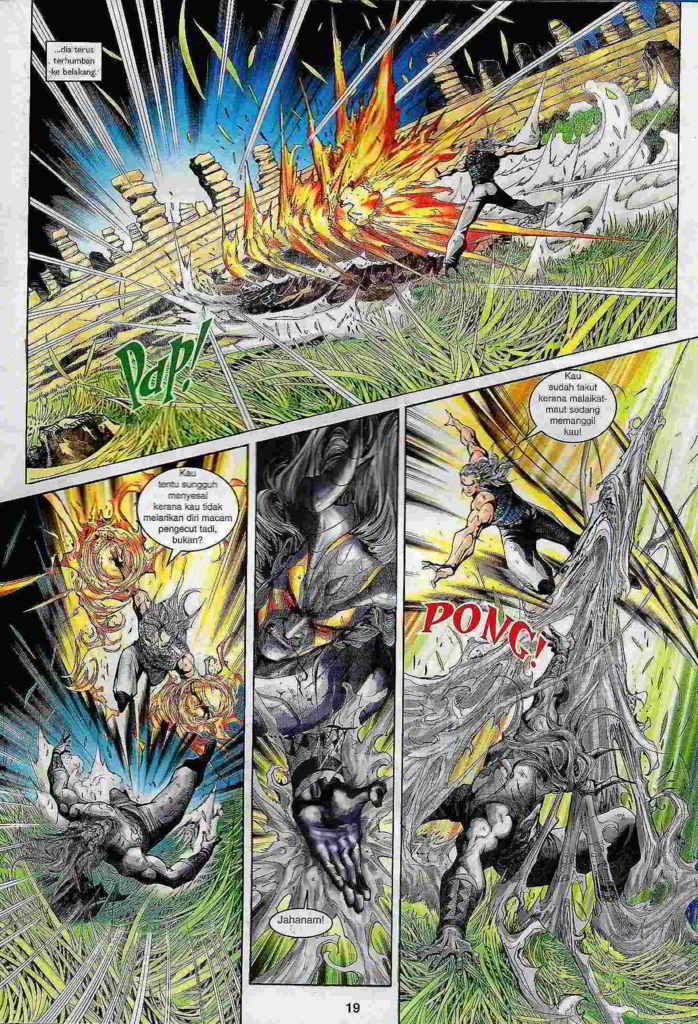 ...dia terus
terhumban
ke belakang.
Pap!
Kau
tentu sungguh
menyesal
kerana kau tidak
melarikan diri macam
pengecut tadi,
bukan?
Jahanam!
Kau
sudah takut
kerana malaikat-
maut sedang
memanggil
kau!
PONG!
19